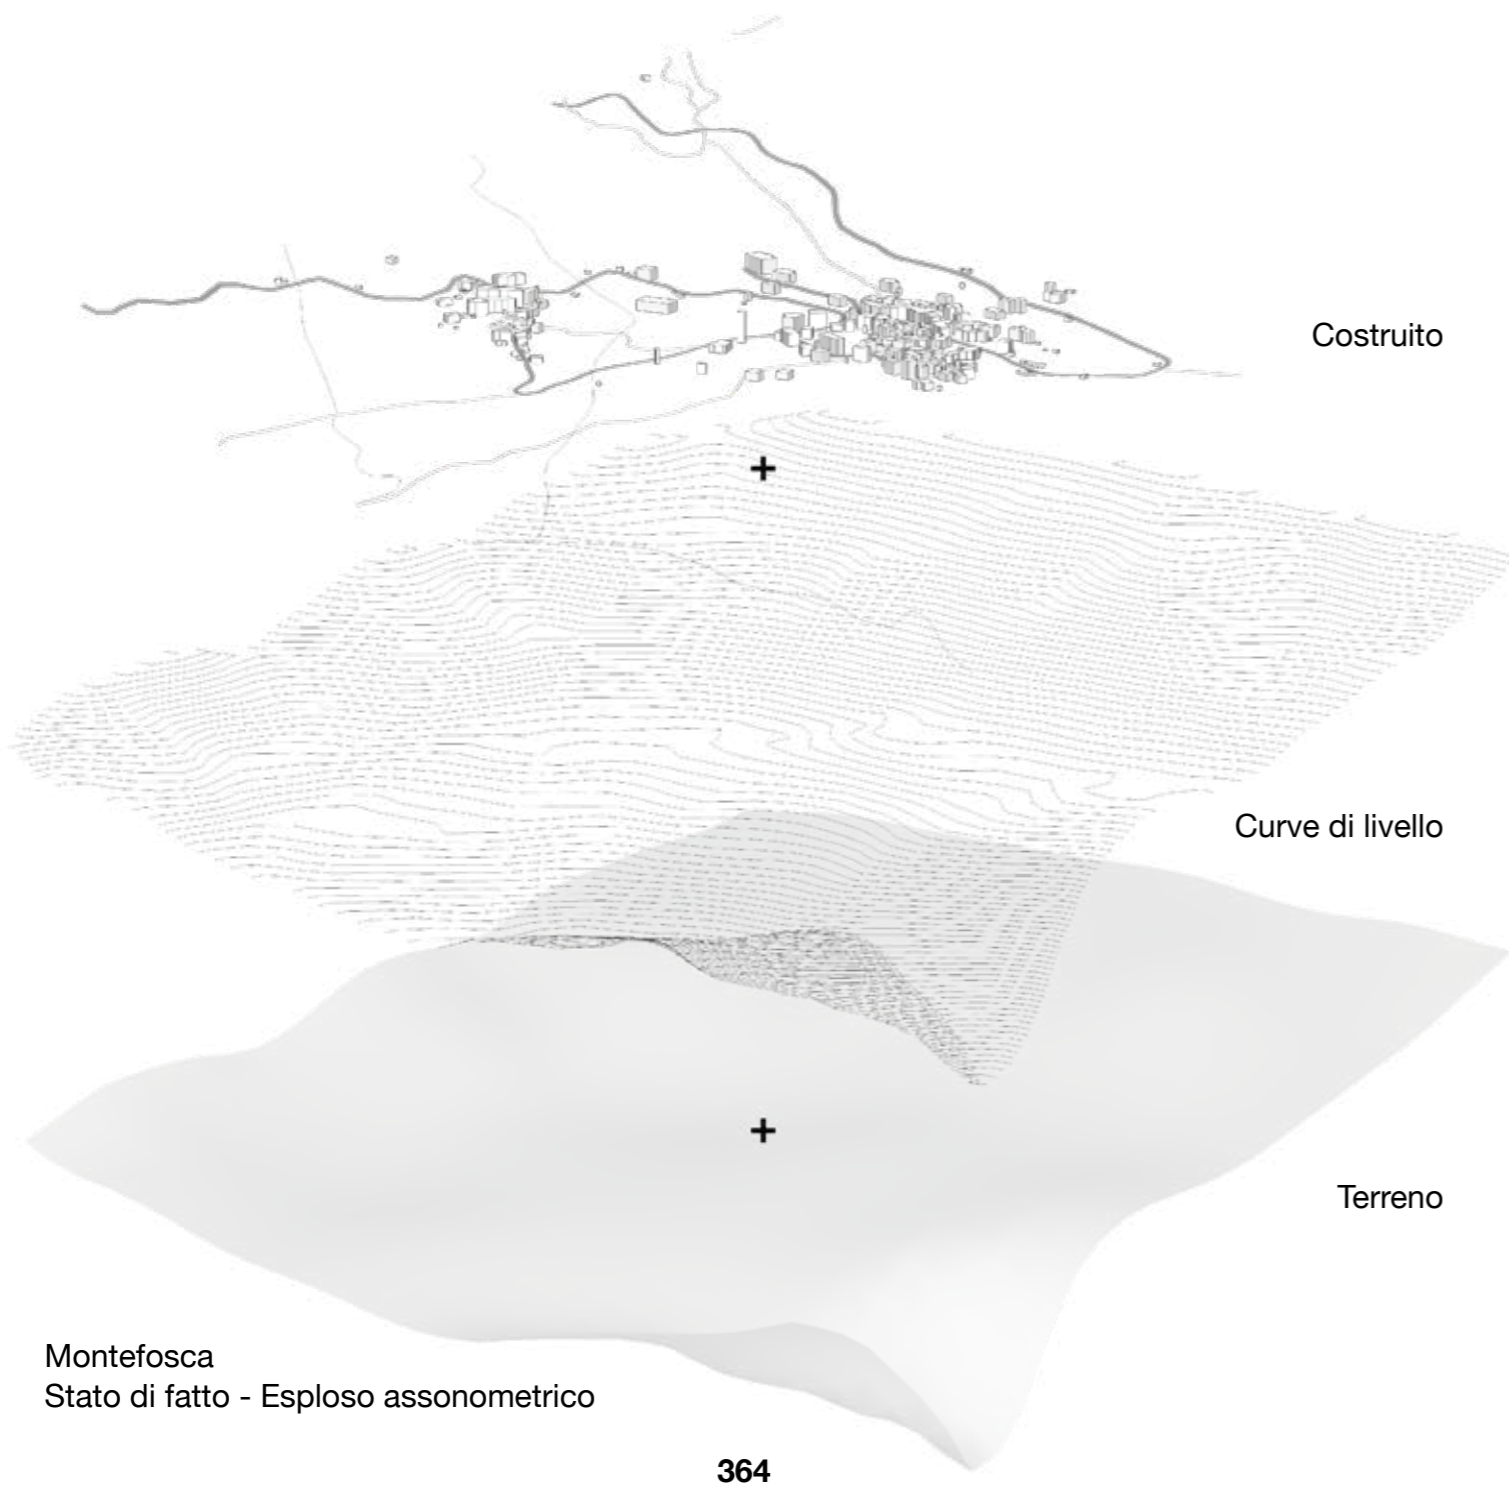 Costruito
+
Curve di livello
+
Terreno
Montefosca
Stato di fatto - Esploso assonometrico
364